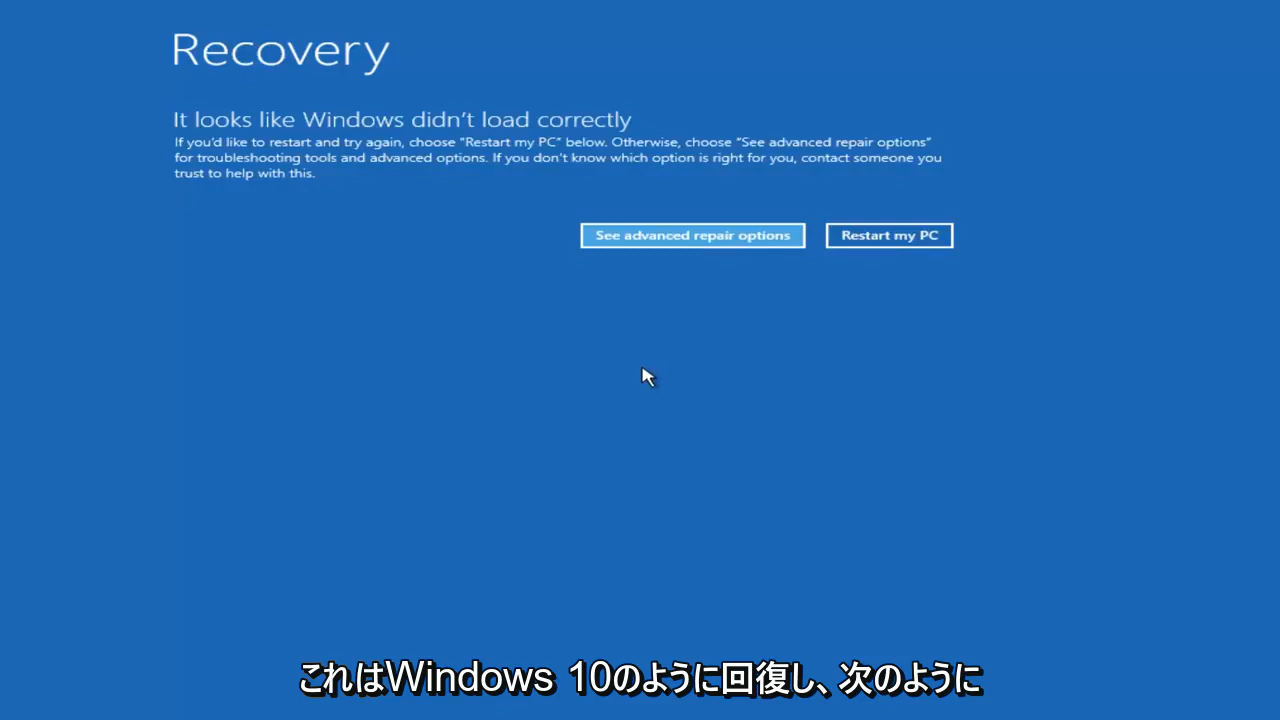 Recovery
It looks like Windows didn't load correctly
If you'd like to restart and try again, choose "Restart my PC" below. Otherwise, choose "See advanced repair options"
for troubleshooting tools and advanced options. If you don't know which option is right for you, contact someone you
trust to help with this.
See advanced repair options
Restart my PC
これはWindows 10のように回復し、次のように